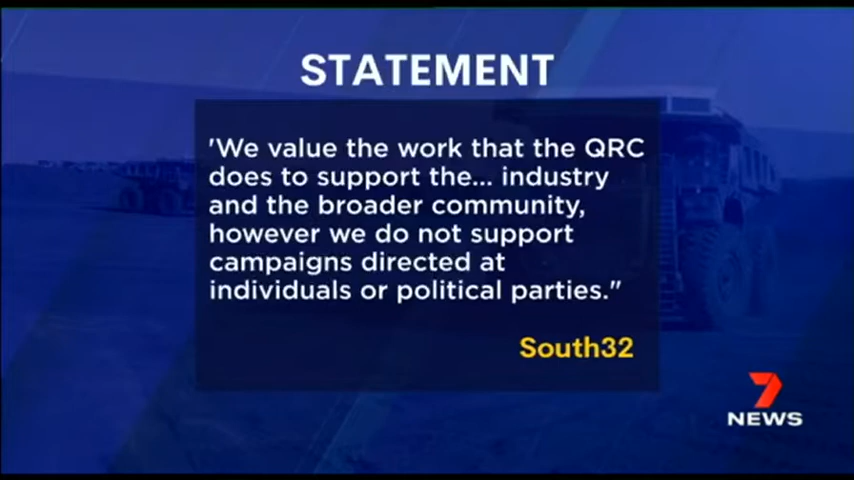 STATEMENT
'We value the work that the QRC
does to support the... industry
and the broader community,
however we do not support
campaigns directed at
individuals or political parties."
South32
7
NEWS